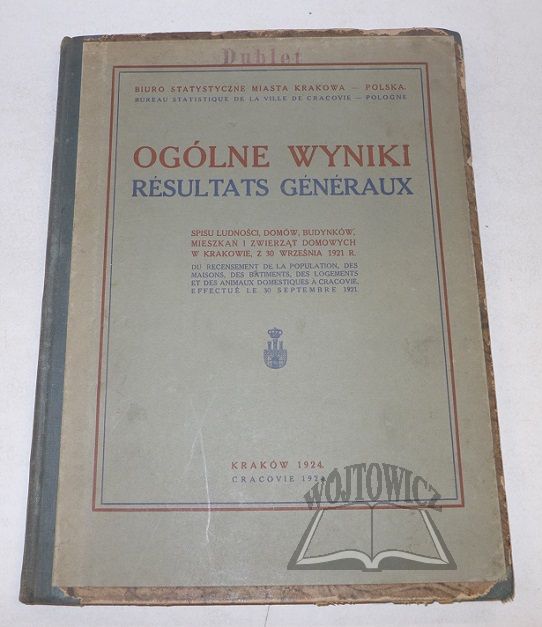 Dublet
BIURO STATYSTYCZNE MIASTA KRAKOWA — POLSKA.
BUREAU STATISTIQUE DE LA VILLE DE CRACOVIE — POLOGNE
OGÓLNE WYNIKI
RÉSULTATS GÉNÉRAUX
SPISU LUDNOŚCI, DOMÓW, BUDYNKÓW,
MIESZKAŃ I ZWIERZĄT DOMOWYCH
W KRAKOWIE, Z 30 WRZEŚNIA 1921 R.
DU RECENSEMENT DE LA POPULATION, DES
MAISONS, DES BÂTIMENTS, DES LOGEMENTS
ET DES ANIMAUX DOMESTIQUES À CRACOVIE,
EFFECTUÉ LE 30 SEPTEMBRE 1921.
KRAKÓW 1924.
CRACOVIE 1924.
WÓJTOWICZ